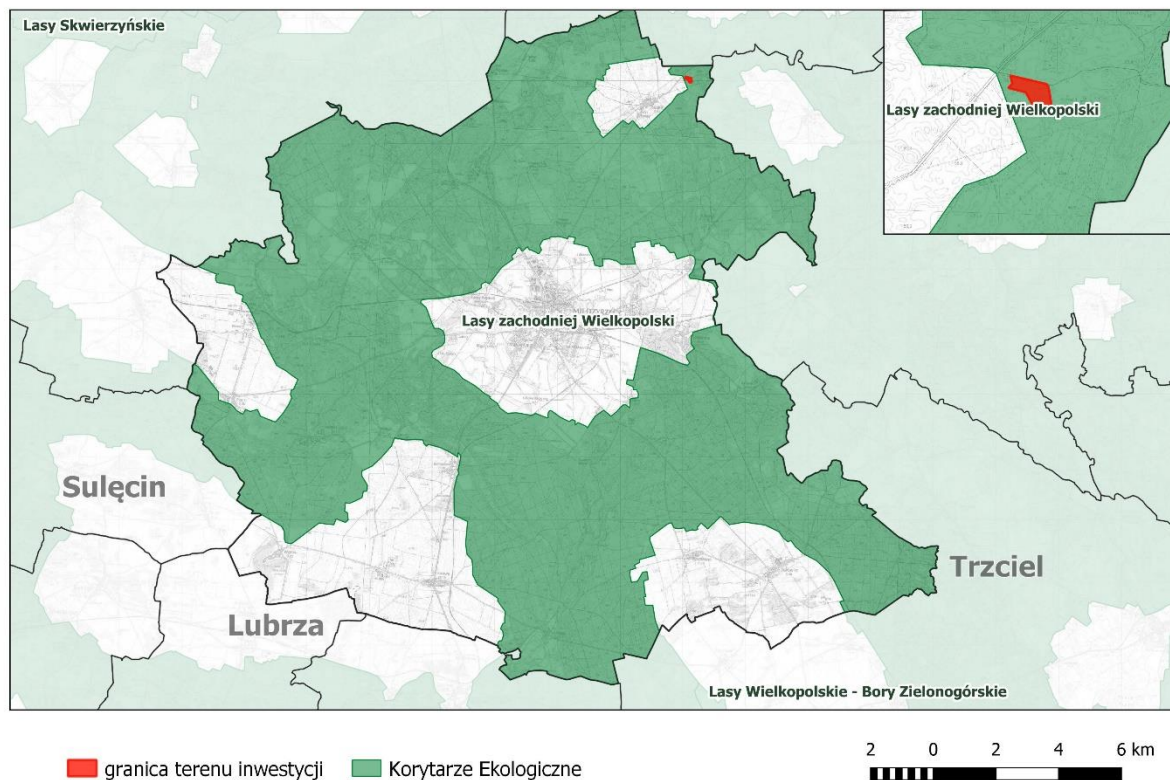 Lasy Skwierzyńskie
Lasy zachodniej Wielkopolski
Lasy zachodniej Wielkopolski
Sulęcin
Trzciel
Lubrza
Lasy Wielkopolskie - Bory Zielonogórskie
granica terenu inwestycji
Korytarze Ekologiczne
2 0 2 4 6 km